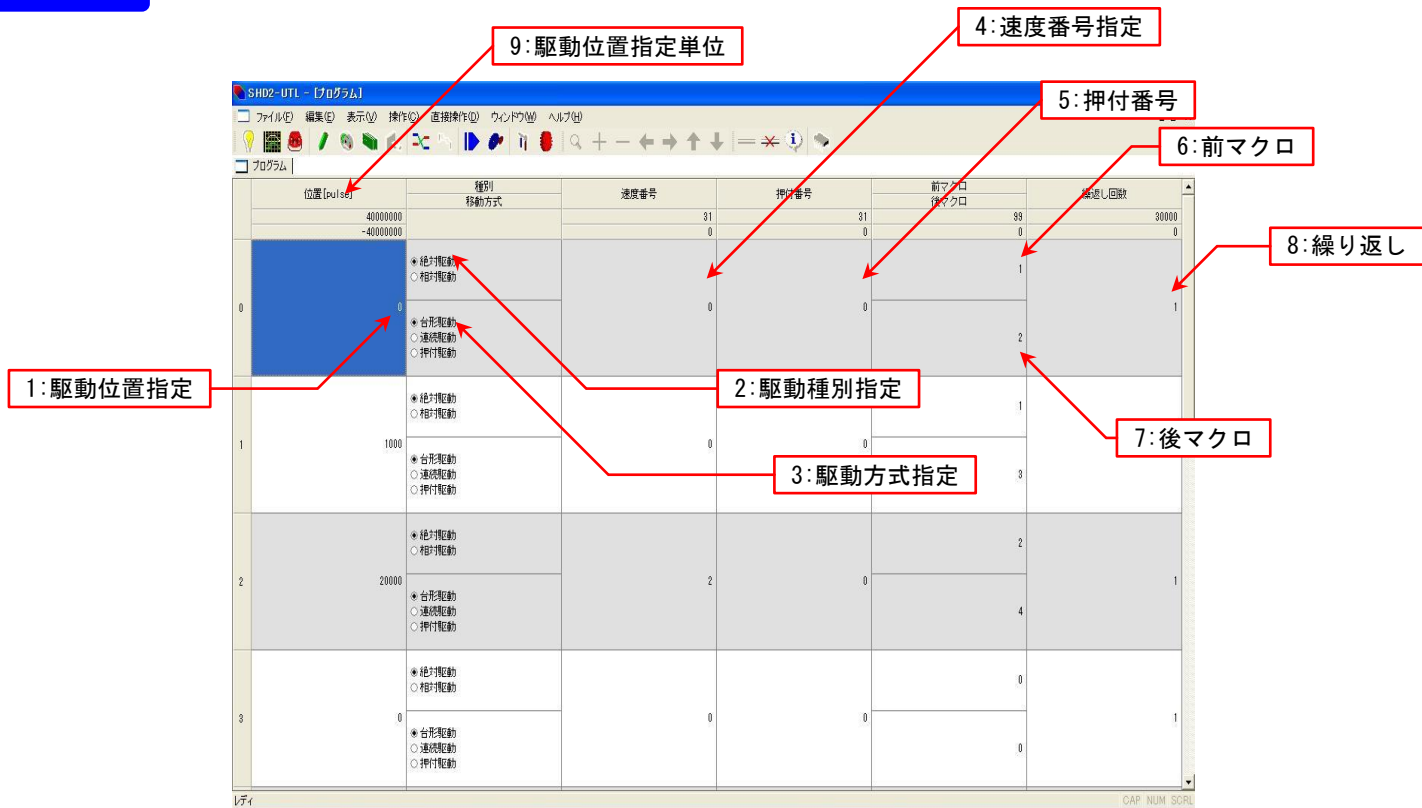 9:駆動位置指定単位
4:速度番号指定
5:押付番号
6:前マクロ
8:繰り返し
7:後マクロ
1:駆動位置指定
2:駆動種別指定
3:駆動方式指定
SHD2-UTL - [プログラム]
ファイル(F) 編集(E) 表示(V) 操作(C) 直接操作(D) ウィンドウ(W) ヘルプ(H)
プログラム
位置[pulse] 種別 移動方式 速度番号 押付番号 前マクロ 後マクロ 繰返し回数
40000000 31 31 99 30000
-40000000 0 0 0 0
絶対駆動 1
相対駆動
0 0 0 0 1
台形駆動
連続駆動 2
押付駆動
絶対駆動 1
相対駆動
1 1000 0 0
台形駆動
連続駆動 3
押付駆動
絶対駆動 2
相対駆動
2 20000 2 0 1
台形駆動
連続駆動 4
押付駆動
絶対駆動 0
相対駆動
3 0 0 0 1
台形駆動
連続駆動 0
押付駆動
レディ CAP NUM SCRL